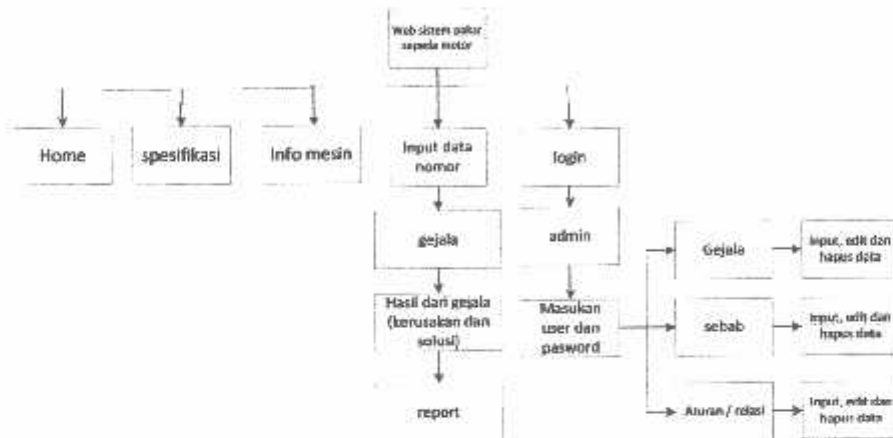 Web sistem pakar
sepeda motor
Home
spesifikasi
Info mesin
Input data
nomor
login
gejala
admin
Hasil dari gejala
(kerusakan dan
solusi)
Masukan
user dan
pasword
report
Gejala
Input, edit dan
hapus data
sebab
Input, edit dan
hapus data
Aturan / relasi
Input, edit dan
hapus data